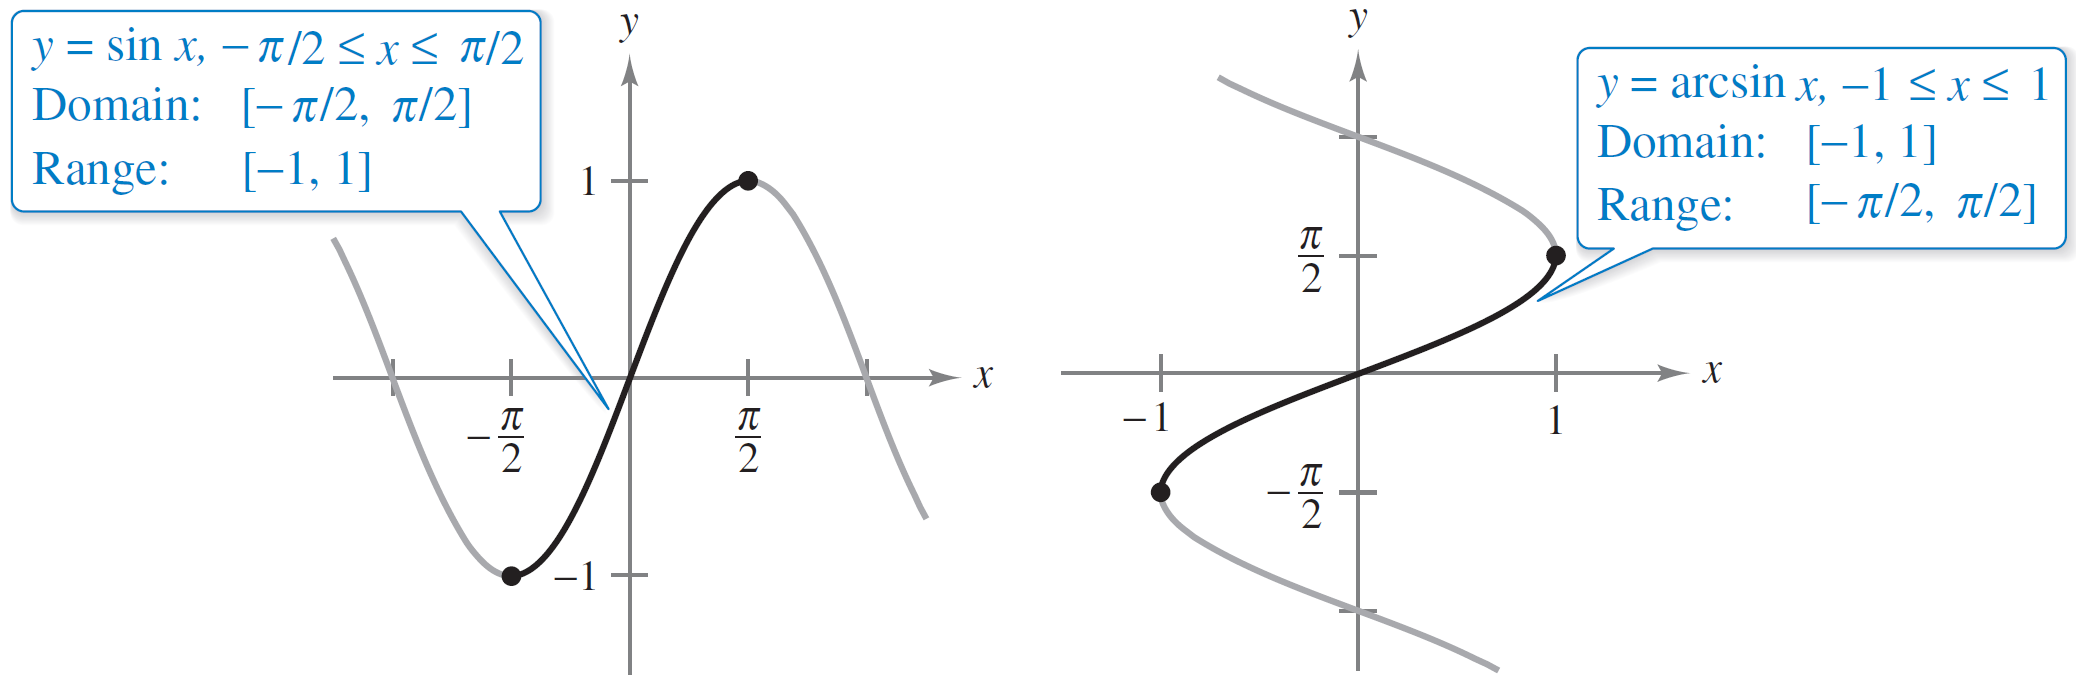 y = sin x, −π/2 ≤ x ≤ π/2
Domain: [−π/2, π/2]
Range: [−1, 1]
y
1
−π/2
π/2
x
−1
y
y = arcsin x, −1 ≤ x ≤ 1
Domain: [−1, 1]
Range: [−π/2, π/2]
π/2
x
−1
1
−π/2